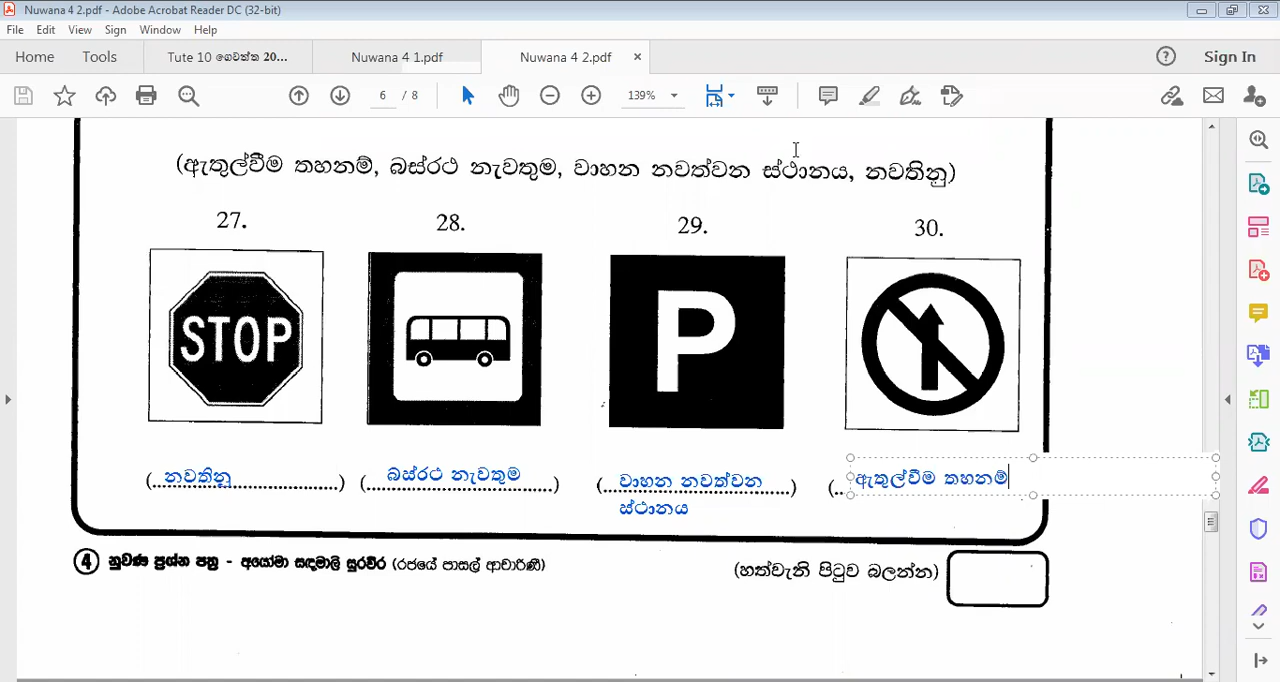 Nuwana 4 2.pdf - Adobe Acrobat Reader DC (32-bit)
File Edit View Sign Window Help
Home Tools Tute 10 ගෙවත්ත 20... Nuwana 4 1.pdf Nuwana 4 2.pdf × Sign In
6 / 8 139%
(ඇතුල්වීම තහනම්, බස්රථ නැවතුම, වාහන නවත්වන ස්ථානය, නවතිනු)
27. 28. 29. 30.
STOP P
(නවතිනු) (බස්රථ නැවතුම) (වාහන නවත්වන ස්ථානය) (ඇතුල්වීම තහනම්
4 නුවණ ප්‍රශ්න පත්‍ර - අයෝමා සඳමාලි සුරවීර (රජයේ පාසල් ආචාරිණී) (හත්වැනි පිටුව බලන්න)